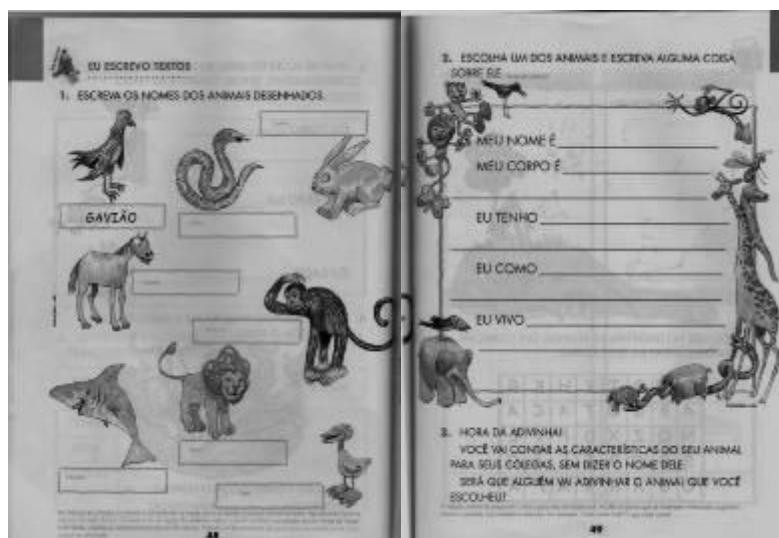 EU ESCREVO TEXTOS
1. ESCREVA OS NOMES DOS ANIMAIS DESENHADOS.
GAVIÃO
48
2. ESCOLHA UM DOS ANIMAIS E ESCREVA ALGUMA COISA
SOBRE ELE.
MEU NOME É
MEU CORPO É
EU TENHO
EU COMO
EU VIVO
3. HORA DA ADIVINHA!
VOCÊ VAI CONTAR AS CARACTERÍSTICAS DO SEU ANIMAL
PARA SEUS COLEGAS, SEM DIZER O NOME DELE.
SERÁ QUE ALGUÉM VAI ADIVINHAR O ANIMAL QUE VOCÊ
ESCOLHEU?
49